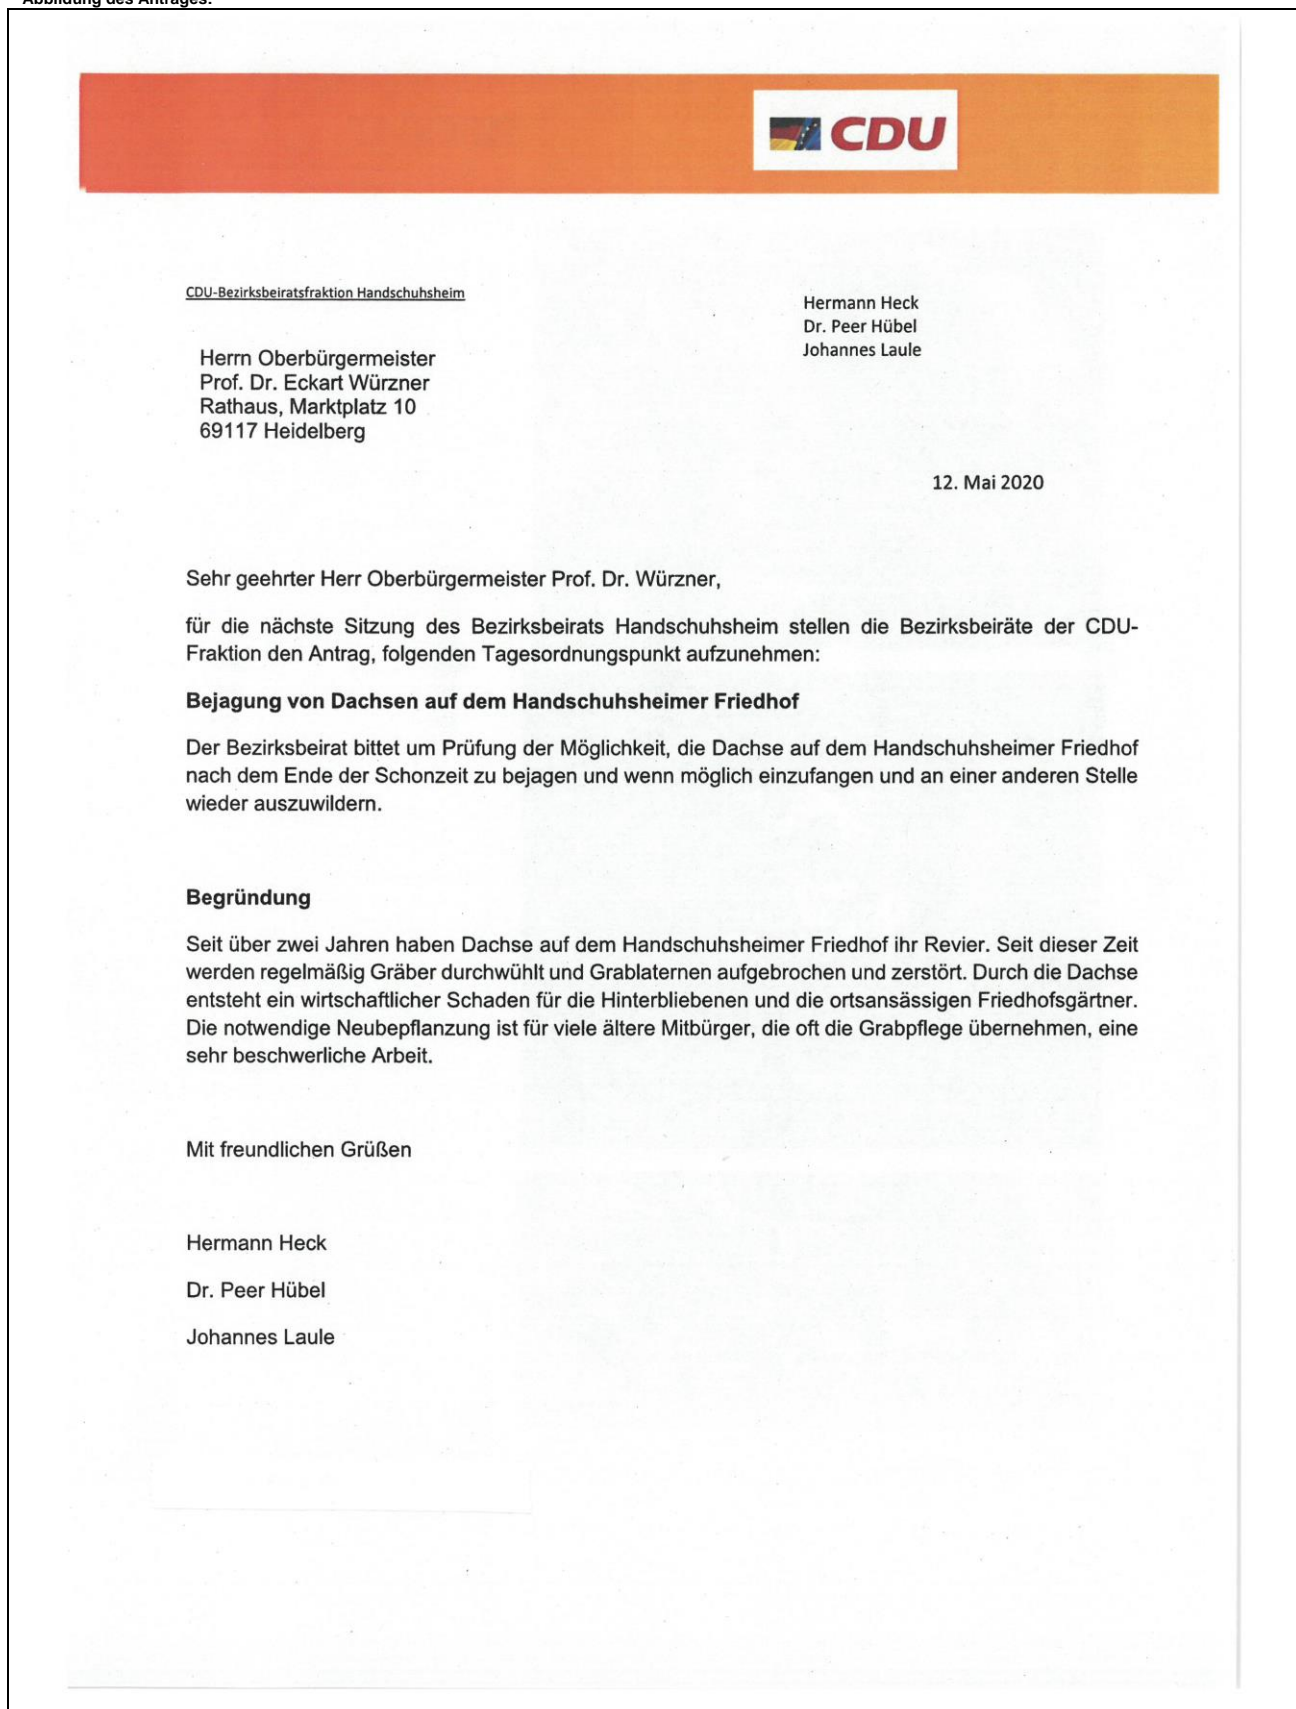 Abbildung des Antrages:
CDU
CDU-Bezirksbeiratsfraktion Handschuhsheim
Hermann Heck
Dr. Peer Hübel
Johannes Laule
Herrn Oberbürgermeister
Prof. Dr. Eckart Würzner
Rathaus, Marktplatz 10
69117 Heidelberg
12. Mai 2020
Sehr geehrter Herr Oberbürgermeister Prof. Dr. Würzner,
für die nächste Sitzung des Bezirksbeirats Handschuhsheim stellen die Bezirksbeiräte der CDU-
Fraktion den Antrag, folgenden Tagesordnungspunkt aufzunehmen:
Bejagung von Dachsen auf dem Handschuhsheimer Friedhof
Der Bezirksbeirat bittet um Prüfung der Möglichkeit, die Dachse auf dem Handschuhsheimer Friedhof
nach dem Ende der Schonzeit zu bejagen und wenn möglich einzufangen und an einer anderen Stelle
wieder auszuwildern.
Begründung
Seit über zwei Jahren haben Dachse auf dem Handschuhsheimer Friedhof ihr Revier. Seit dieser Zeit
werden regelmäßig Gräber durchwühlt und Grablaternen aufgebrochen und zerstört. Durch die Dachse
entsteht ein wirtschaftlicher Schaden für die Hinterbliebenen und die ortsansässigen Friedhofsgärtner.
Die notwendige Neubepflanzung ist für viele ältere Mitbürger, die oft die Grabpflege übernehmen, eine
sehr beschwerliche Arbeit.
Mit freundlichen Grüßen
Hermann Heck
Dr. Peer Hübel
Johannes Laule